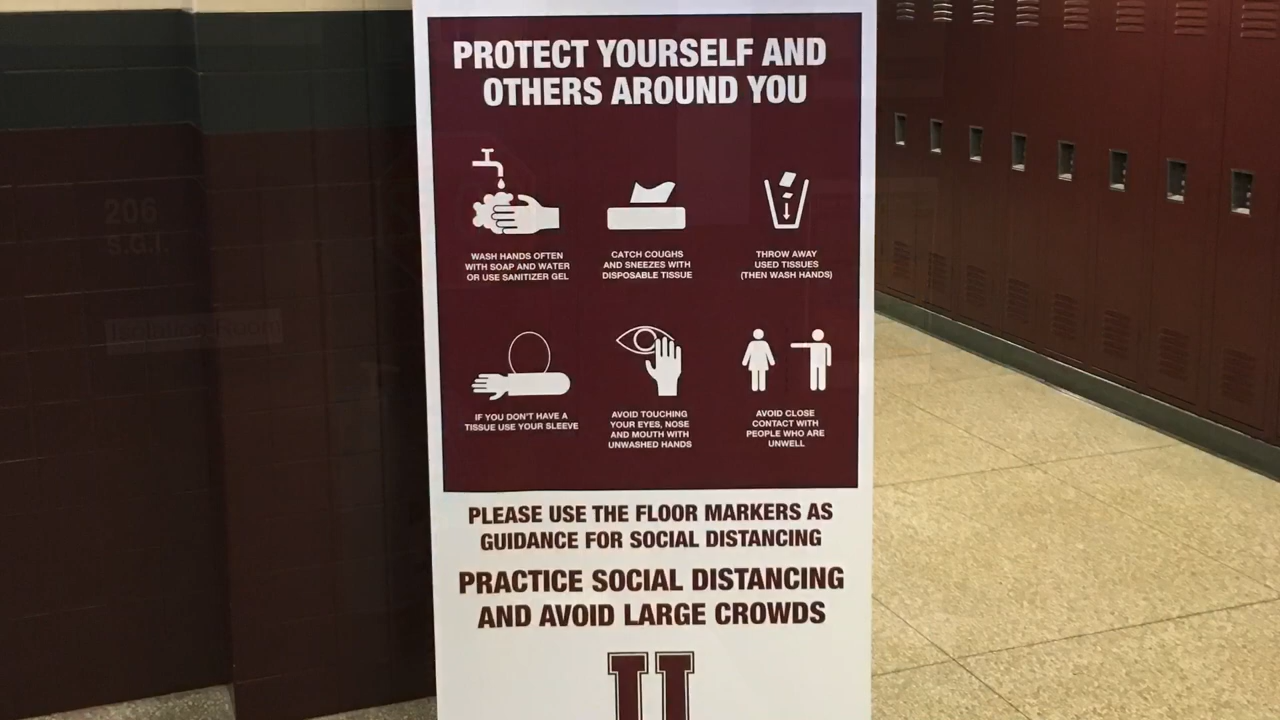 PROTECT YOURSELF AND
OTHERS AROUND YOU
WASH HANDS OFTEN
WITH SOAP AND WATER
OR USE SANITIZER GEL
CATCH COUGHS
AND SNEEZES WITH
DISPOSABLE TISSUE
THROW AWAY
USED TISSUES
(THEN WASH HANDS)
IF YOU DON'T HAVE A
TISSUE USE YOUR SLEEVE
AVOID TOUCHING
YOUR EYES, NOSE
AND MOUTH WITH
UNWASHED HANDS
AVOID CLOSE
CONTACT WITH
PEOPLE WHO ARE
UNWELL
PLEASE USE THE FLOOR MARKERS AS
GUIDANCE FOR SOCIAL DISTANCING
PRACTICE SOCIAL DISTANCING
AND AVOID LARGE CROWDS
206
S.G.I.
Isolation Room